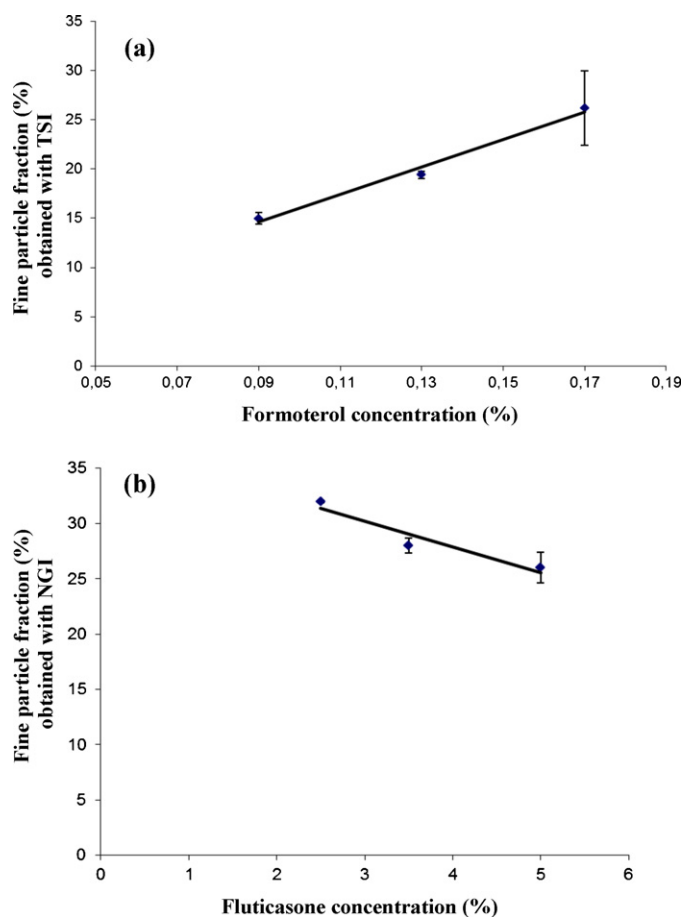 (a)
Fine particle fraction (%)
obtained with TSI
35
30
25
20
15
10
5
0
0,05 0,07 0,09 0,11 0,13 0,15 0,17 0,19
Formoterol concentration (%)
(b)
Fine particle fraction (%)
obtained with NGI
35
30
25
20
15
10
5
0
0 1 2 3 4 5 6
Fluticasone concentration (%)